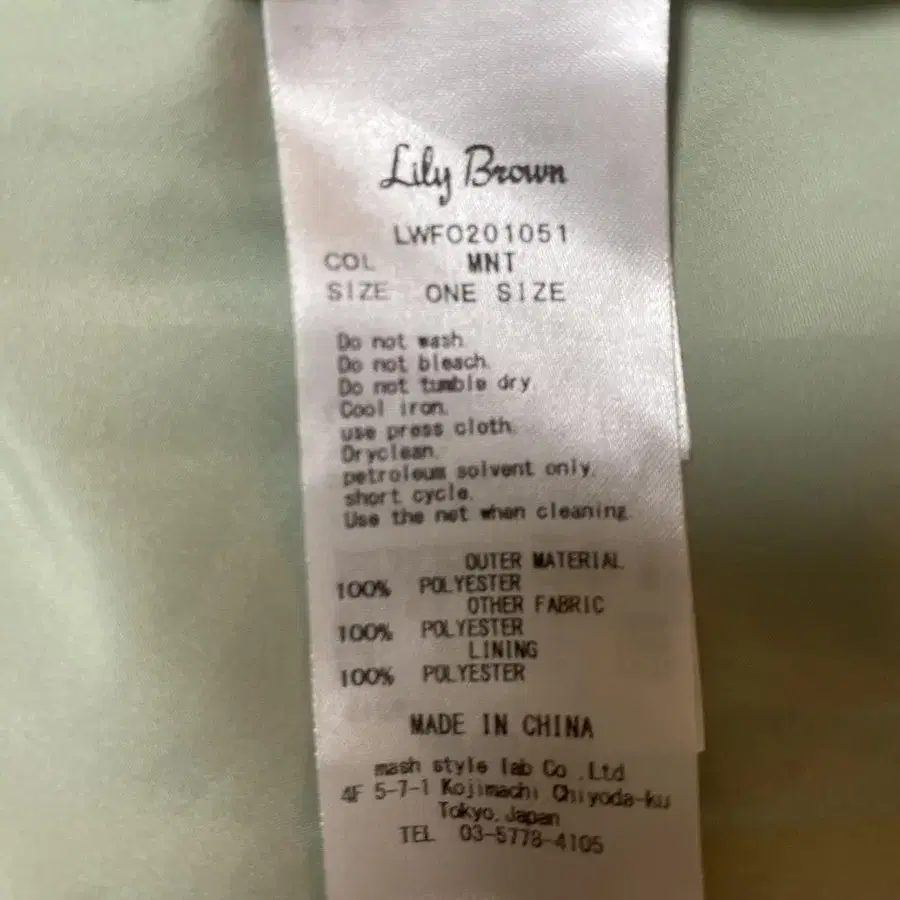 Lily Brown
LWFO201051
COL MNT
SIZE ONE SIZE
Do not wash.
Do not bleach.
Do not tumble dry.
Cool iron.
use press cloth.
Dryclean.
petroleum solvent only.
short cycle.
Use the net when cleaning.
OUTER MATERIAL
100% POLYESTER
OTHER FABRIC
100% POLYESTER
LINING
100% POLYESTER
MADE IN CHINA
mash style lab Co .Ltd
4F 5-7-1 Kojimachi Chiyoda-ku
Tokyo.Japan
TEL 03-5778-4105